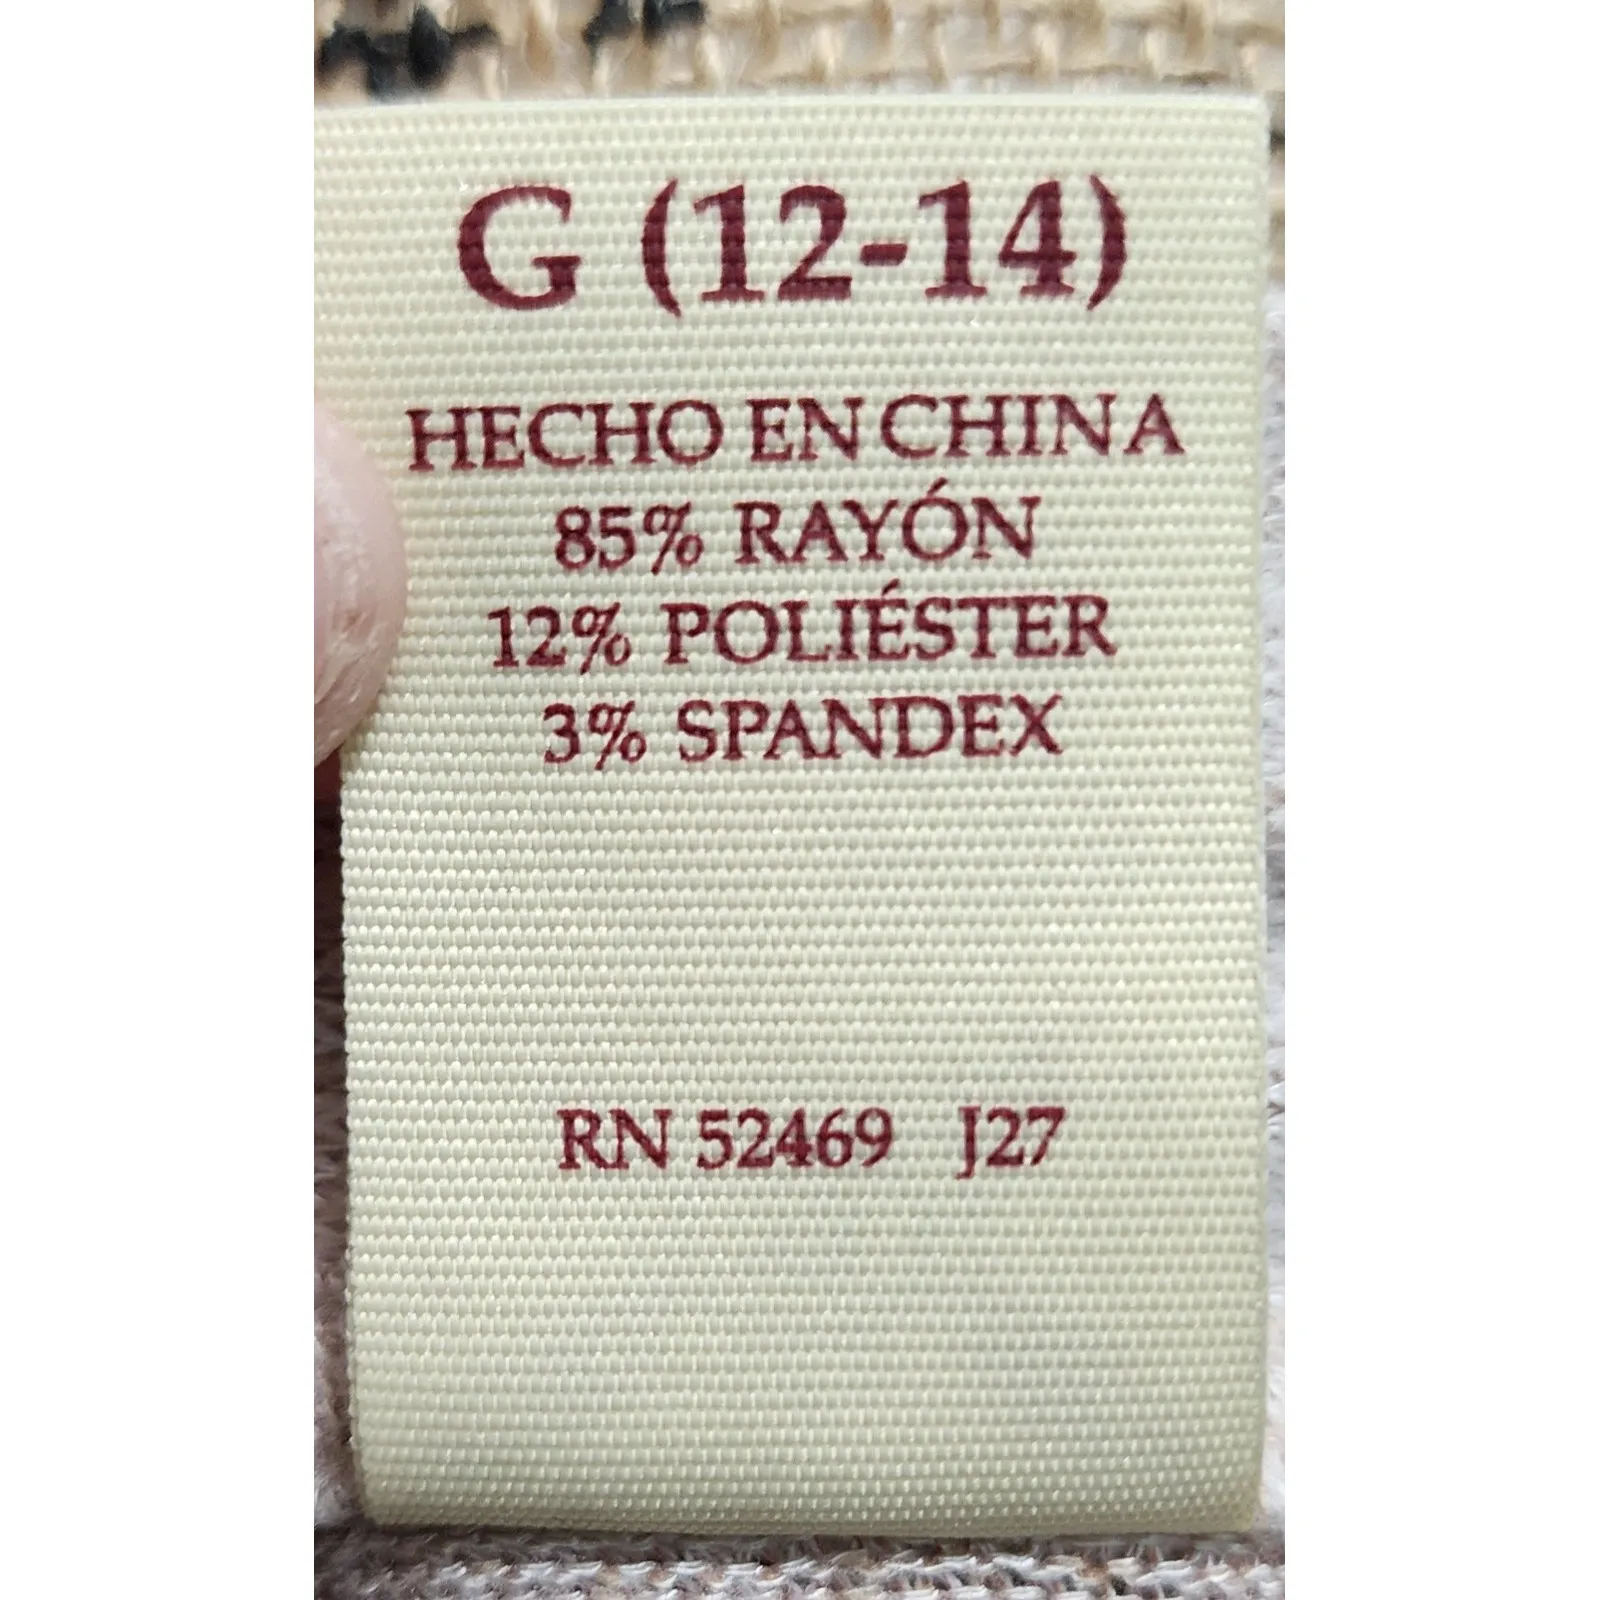 G (12-14)
HECHO EN CHINA
85% RAYÓN
12% POLIÉSTER
3% SPANDEX
RN 52469 J27